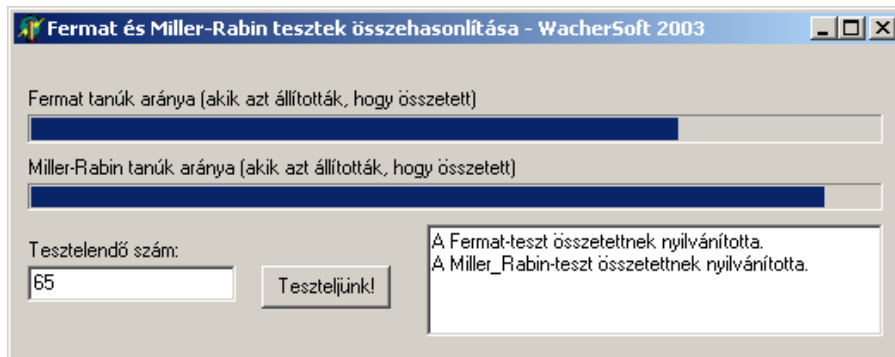 Fermat és Miller-Rabin tesztek összehasonlítása - WacherSoft 2003
Fermat tanúk aránya (akik azt állították, hogy összetett)
Miller-Rabin tanúk aránya (akik azt állították, hogy összetett)
Tesztelendő szám:
65
Teszteljünk!
A Fermat-teszt összetettnek nyilvánította.
A Miller_Rabin-teszt összetettnek nyilvánította.